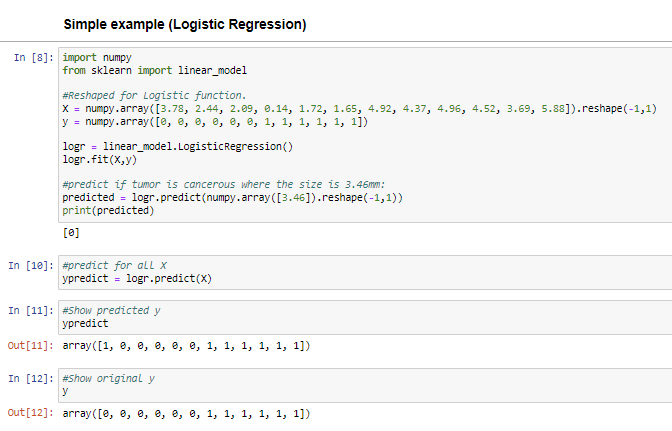 Simple example (Logistic Regression)
In [8]: import numpy
from sklearn import linear_model
#Reshaped for Logistic function.
X = numpy.array([3.78, 2.44, 2.09, 0.14, 1.72, 1.65, 4.92, 4.37, 4.96, 4.52, 3.69, 5.88]).reshape(-1,1)
y = numpy.array([0, 0, 0, 0, 0, 0, 1, 1, 1, 1, 1, 1])
logr = linear_model.LogisticRegression()
logr.fit(X,y)
#predict if tumor is cancerous where the size is 3.46mm:
predicted = logr.predict(numpy.array([3.46]).reshape(-1,1))
print(predicted)
[0]
In [10]: #predict for all X
ypredict = logr.predict(X)
In [11]: #Show predicted y
ypredict
Out[11]: array([1, 0, 0, 0, 0, 0, 1, 1, 1, 1, 1, 1])
In [12]: #Show original y
y
Out[12]: array([0, 0, 0, 0, 0, 0, 1, 1, 1, 1, 1, 1])